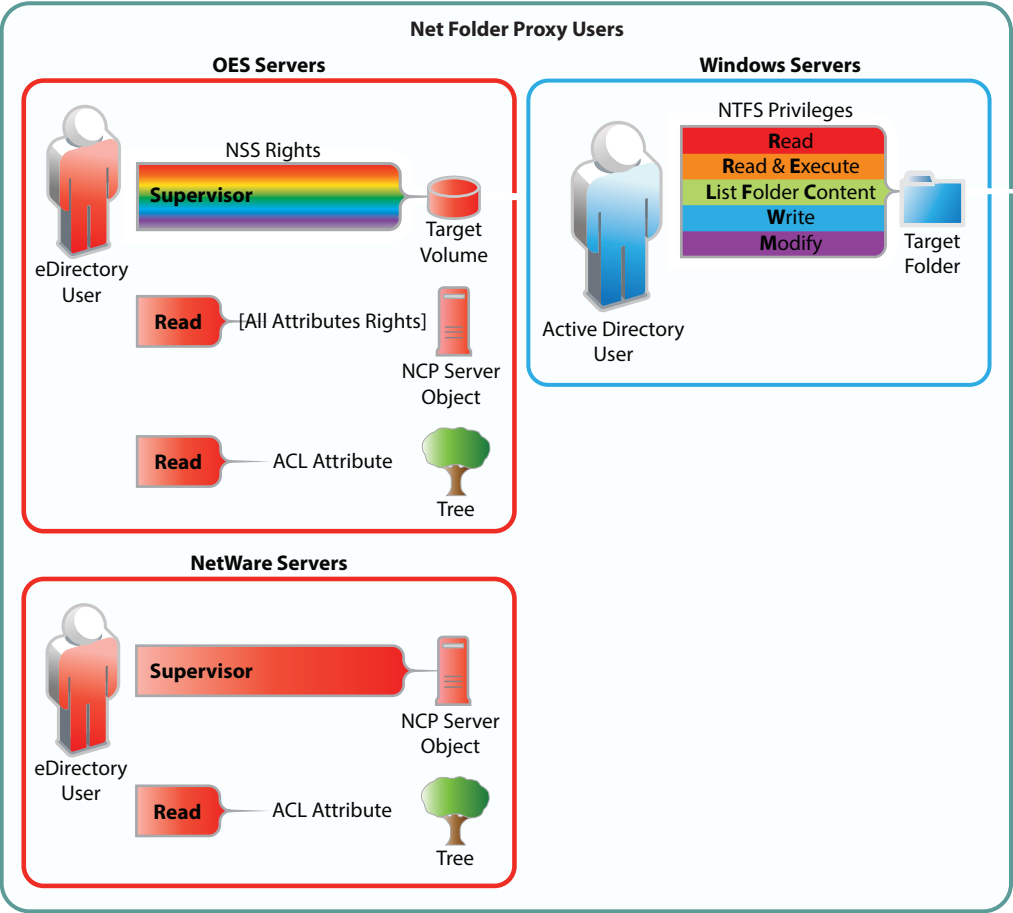 Net Folder Proxy Users
OES Servers
eDirectory
User
NSS Rights
Supervisor
Target
Volume
Read
[All Attributes Rights]
NCP Server
Object
Read
ACL Attribute
Tree
Windows Servers
Active Directory
User
NTFS Privileges
Read
Read & Execute
List Folder Content
Write
Modify
Target
Folder
NetWare Servers
eDirectory
User
Supervisor
NCP Server
Object
Read
ACL Attribute
Tree